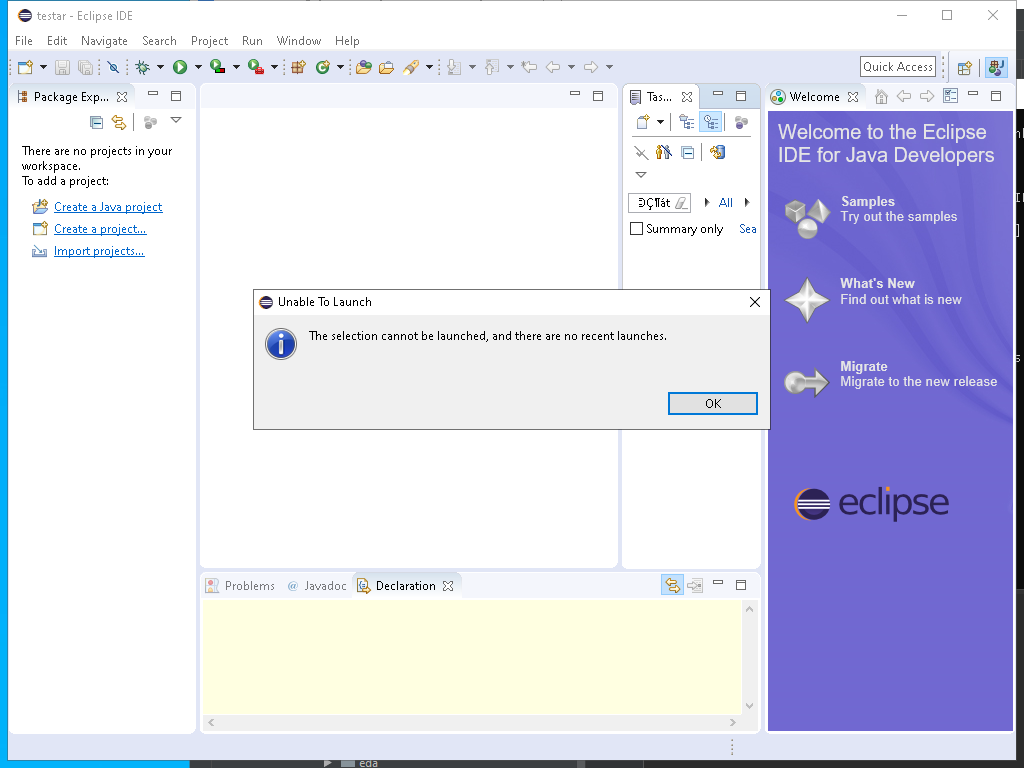 testar - Eclipse IDE
File Edit Navigate Search Project Run Window Help
Quick Access
Package Exp...
There are no projects in your
workspace.
To add a project:
Create a Java project
Create a project...
Import projects...
Tas...
All
Summary only Sea
Welcome
Welcome to the Eclipse
IDE for Java Developers
Samples
Try out the samples
What's New
Find out what is new
Migrate
Migrate to the new release
eclipse
Unable To Launch
The selection cannot be launched, and there are no recent launches.
OK
Problems @ Javadoc Declaration
eda